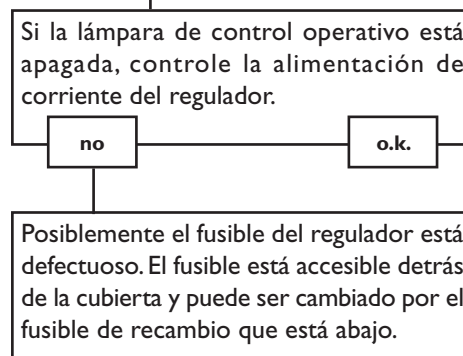 Si la lámpara de control operativo está
apagada, controle la alimentación de
corriente del regulador.
no o.k.
Posiblemente el fusible del regulador está
defectuoso. El fusible está accesible detrás
de la cubierta y puede ser cambiado por el
fusible de recambio que está abajo.